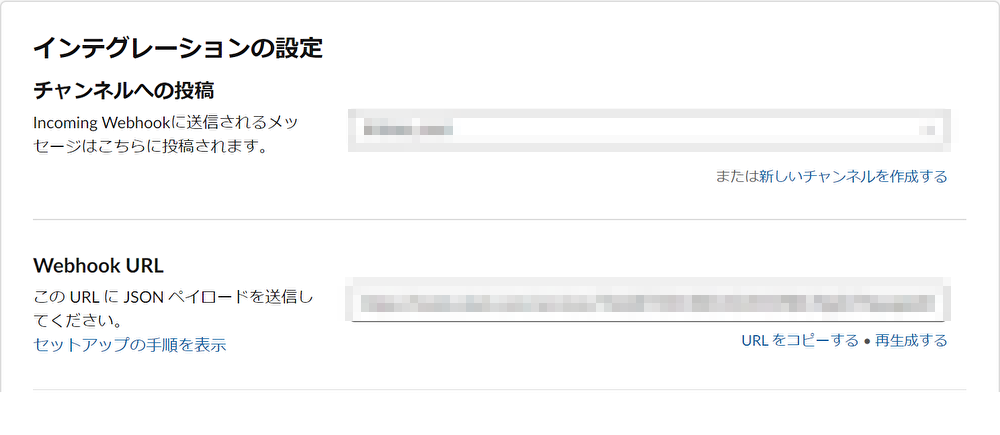 インテグレーションの設定
チャンネルへの投稿
Incoming Webhookに送信されるメッ
セージはこちらに投稿されます。
または新しいチャンネルを作成する
Webhook URL
この URL に JSON ペイロードを送信し
てください。
セットアップの手順を表示
URL をコピーする • 再生成する